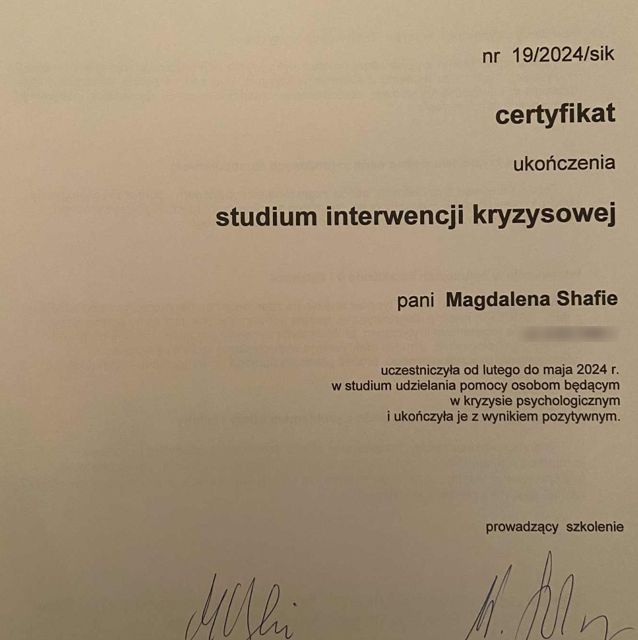 nr 19/2024/sik
certyfikat
ukończenia
studium interwencji kryzysowej
pani Magdalena Shafie
uczestniczyła od lutego do maja 2024 r.
w studium udzielania pomocy osobom będącym
w kryzysie psychologicznym
i ukończyła je z wynikiem pozytywnym.
prowadzący szkolenie